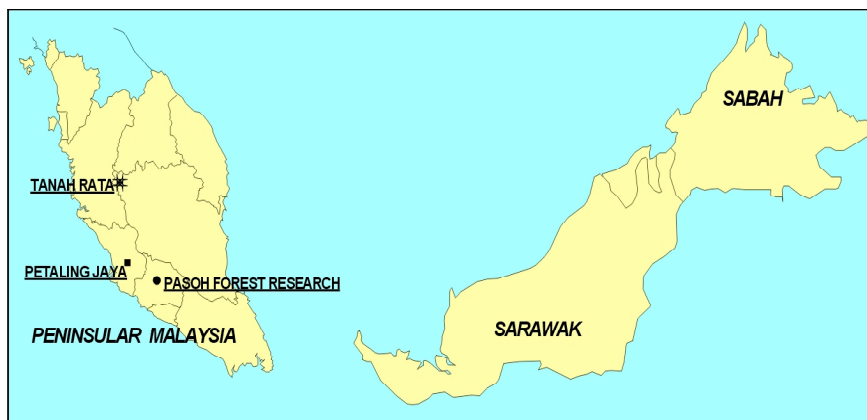 SABAH
TANAH RATA
PETALING JAYA
PASOH FOREST RESEARCH
PENINSULAR MALAYSIA
SARAWAK